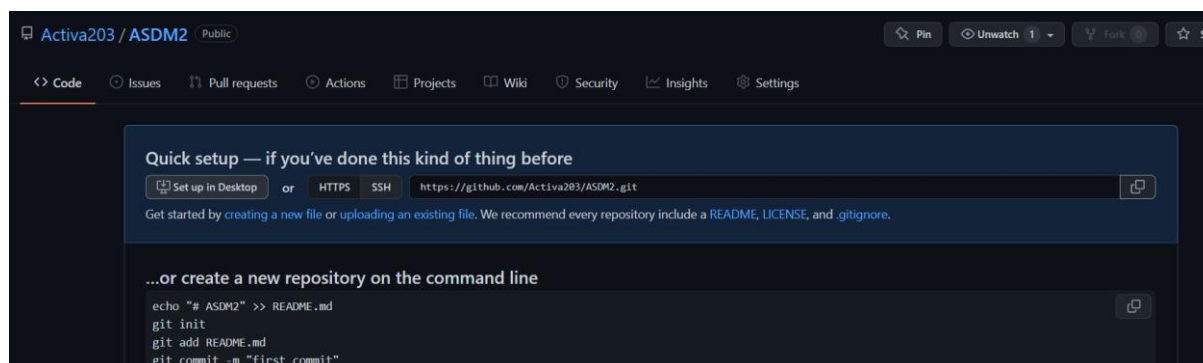 Activa203 / ASDM2 Public
Pin Unwatch 1 Fork 0
Code Issues Pull requests Actions Projects Wiki Security Insights Settings
Quick setup — if you've done this kind of thing before
Set up in Desktop or HTTPS SSH https://github.com/Activa203/ASDM2.git
Get started by creating a new file or uploading an existing file. We recommend every repository include a README, LICENSE, and .gitignore.
...or create a new repository on the command line
echo "# ASDM2" >> README.md
git init
git add README.md
git commit -m "first commit"